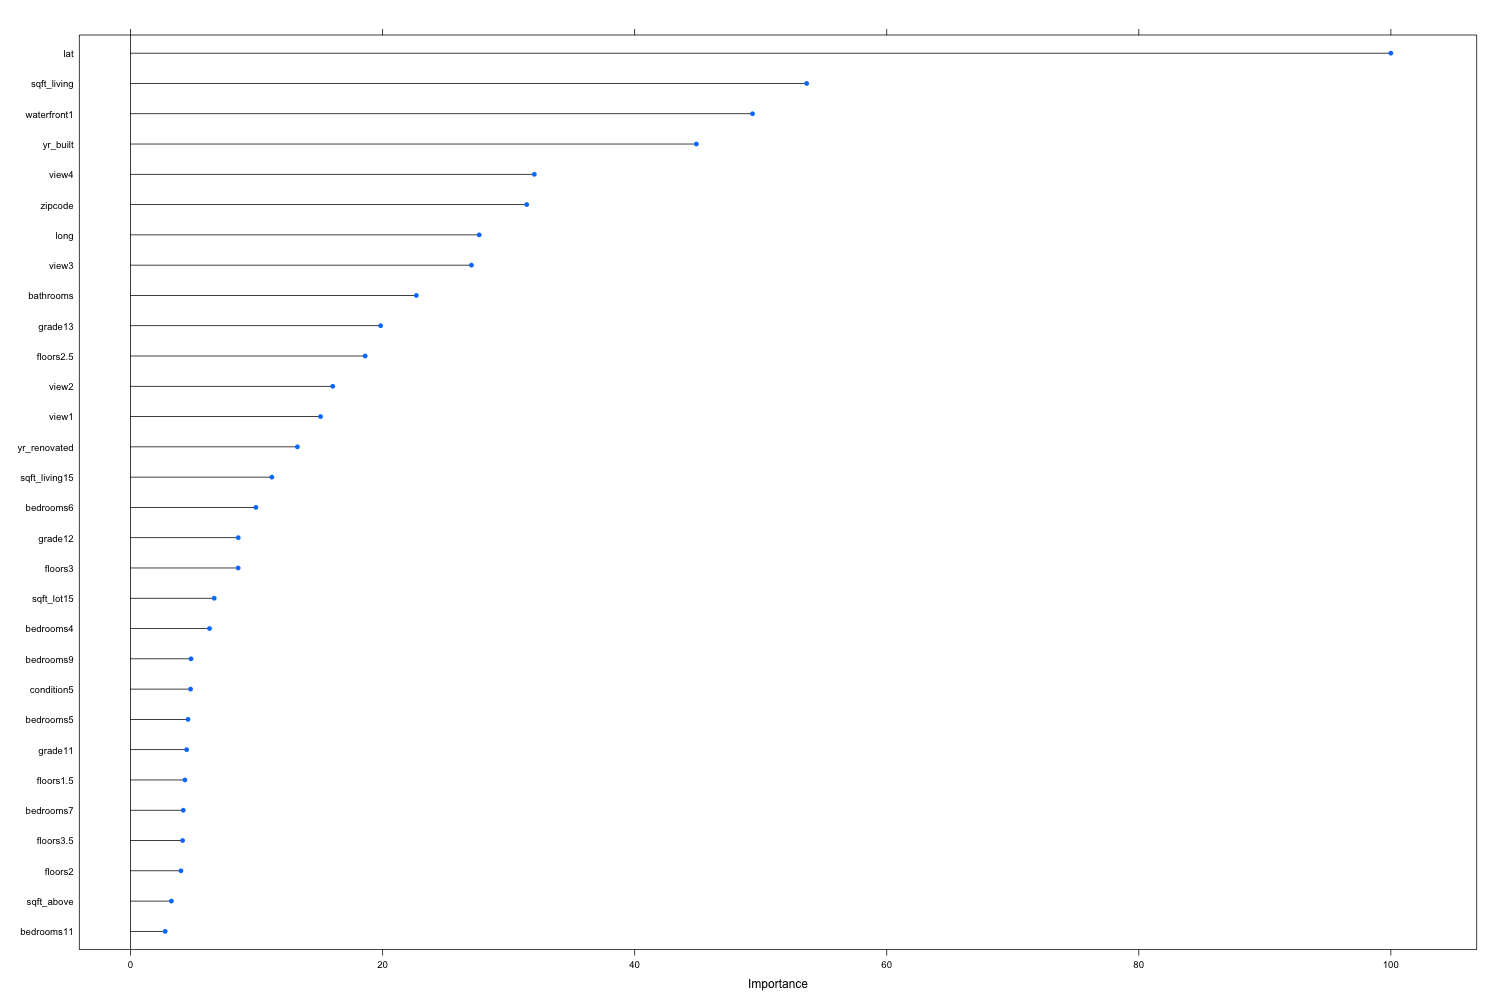 lat
sqft_living
waterfront1
yr_built
view4
zipcode
long
view3
bathrooms
grade13
floors2.5
view2
view1
yr_renovated
sqft_living15
bedrooms6
grade12
floors3
sqft_lot15
bedrooms4
bedrooms9
condition5
bedrooms5
grade11
floors1.5
bedrooms7
floors3.5
floors2
sqft_above
bedrooms11
0 20 40 60 80 100
Importance